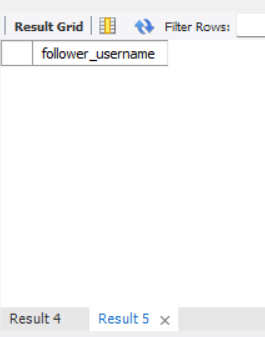 Result Grid Filter Rows:
follower_username
Result 4 Result 5 ×